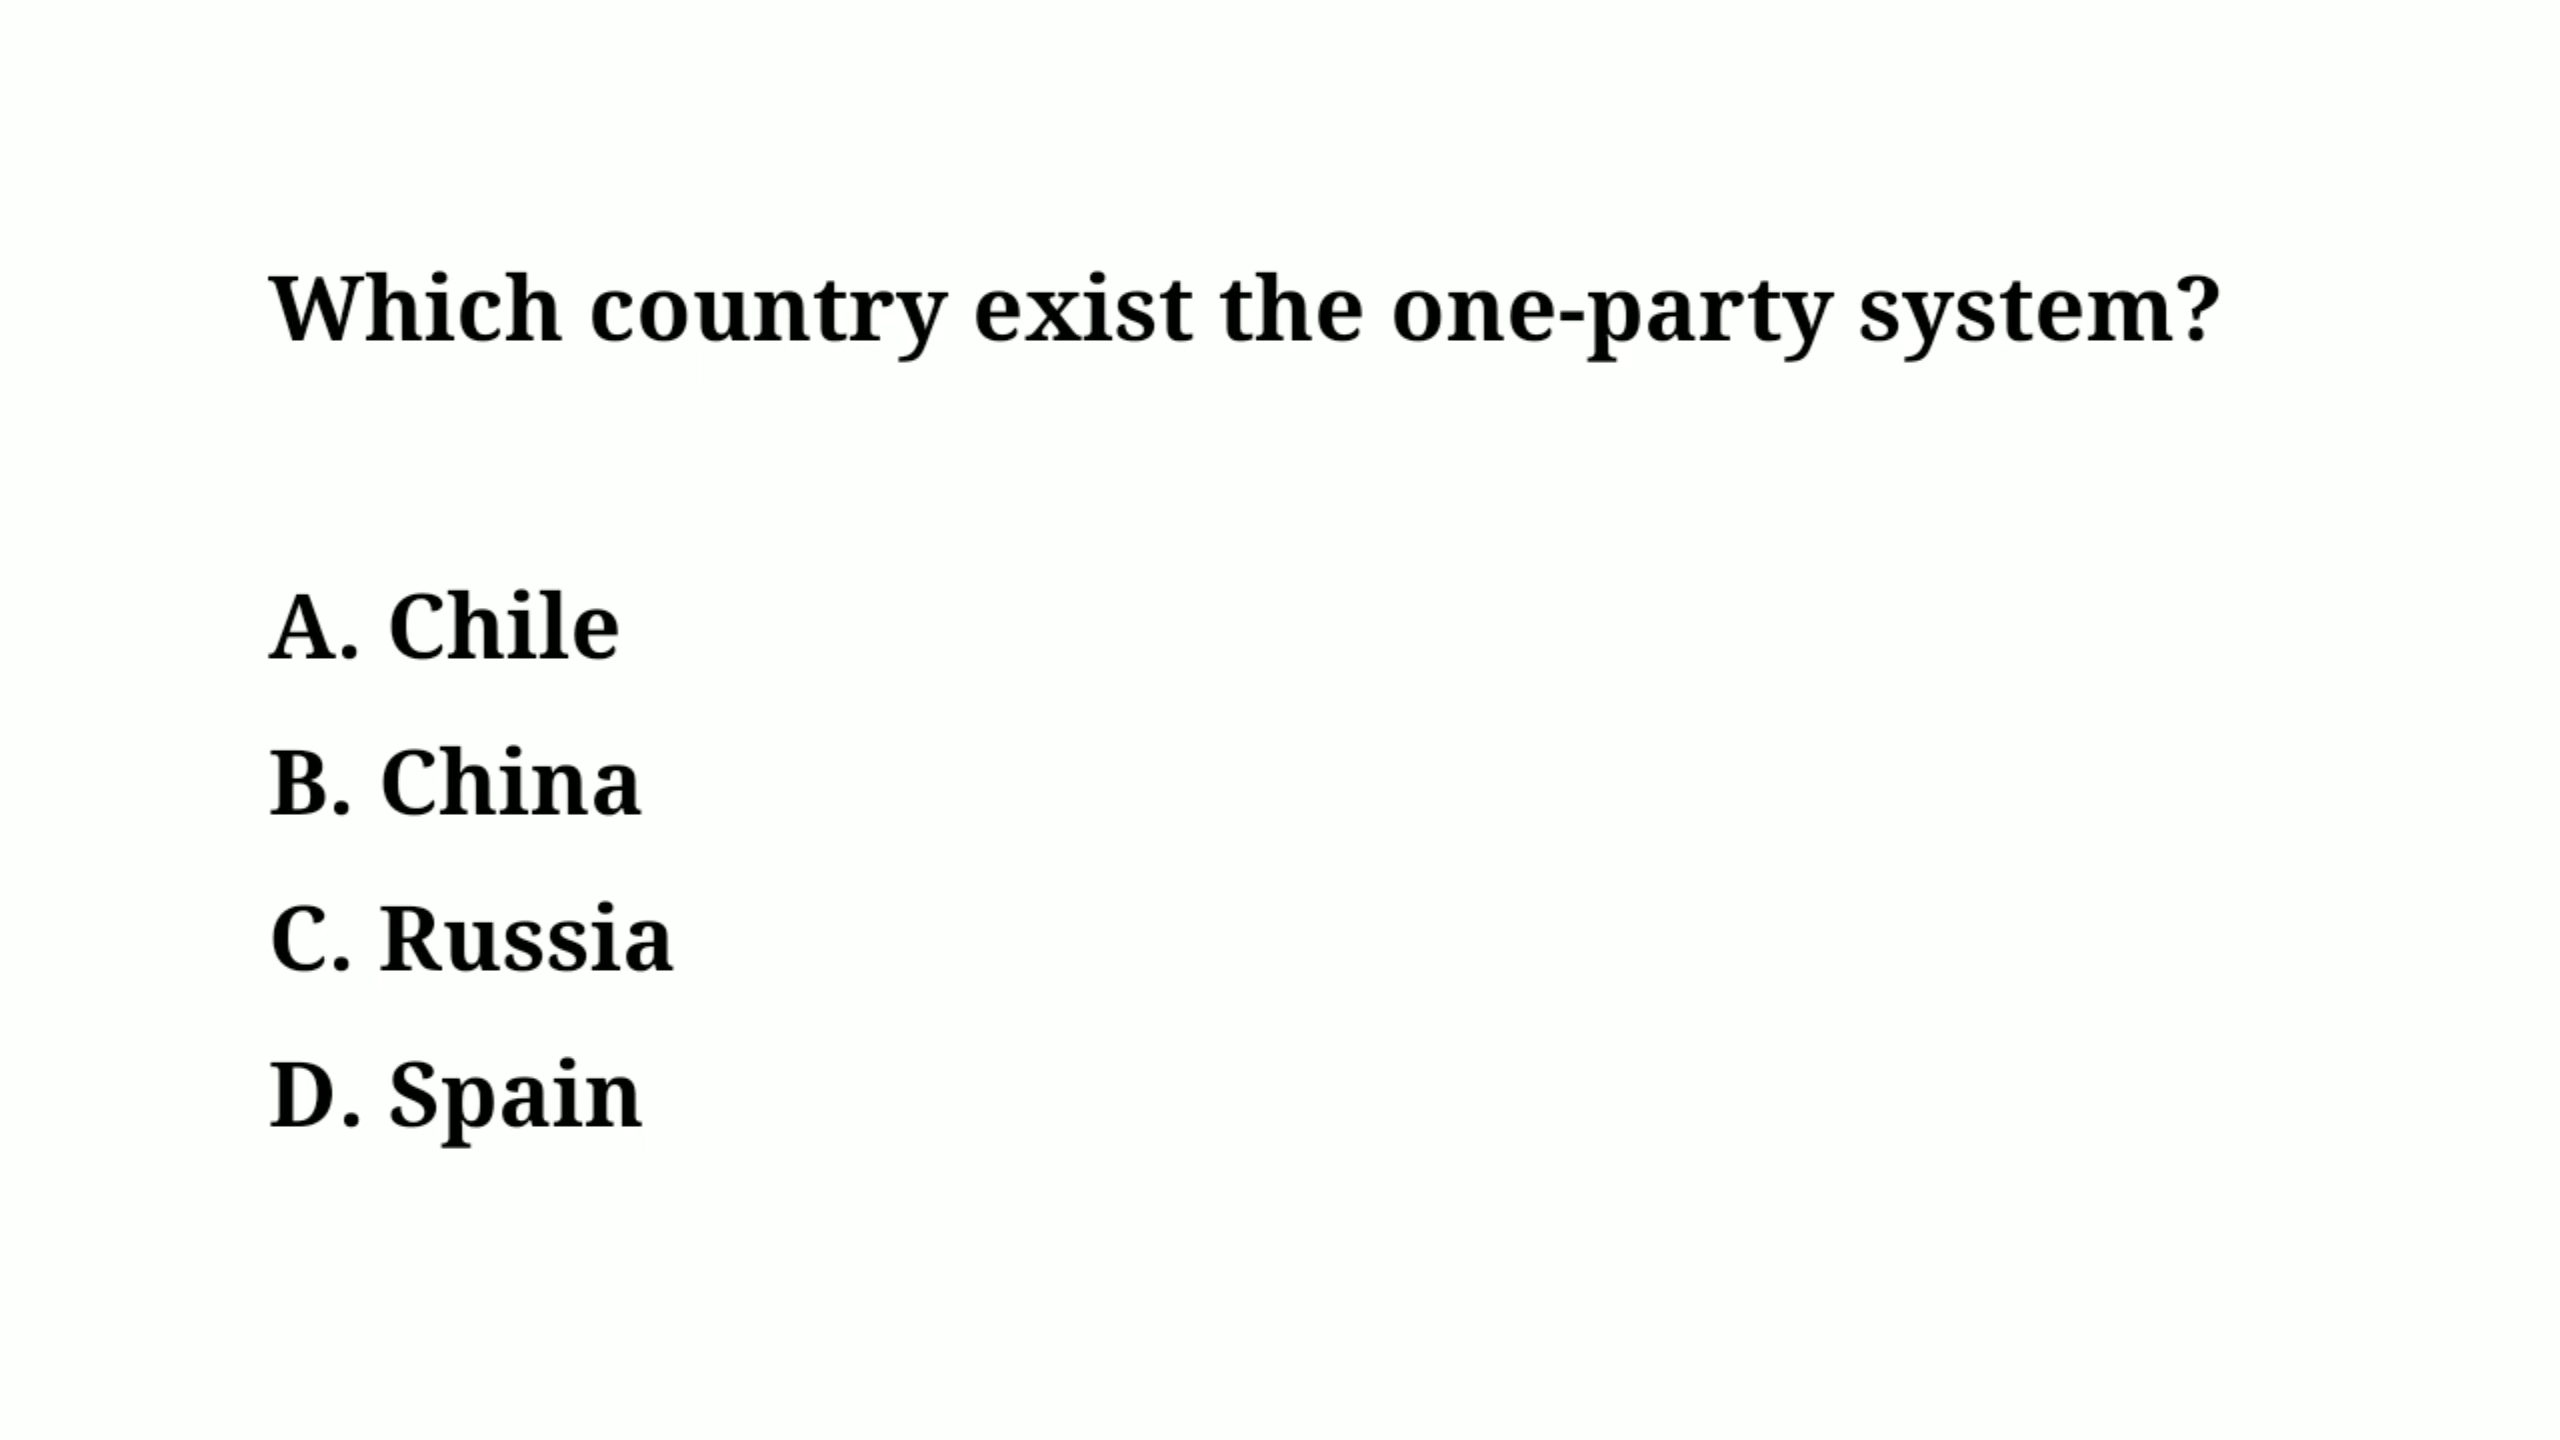 Which country exist the one-party system?
A. Chile
B. China
C. Russia
D. Spain